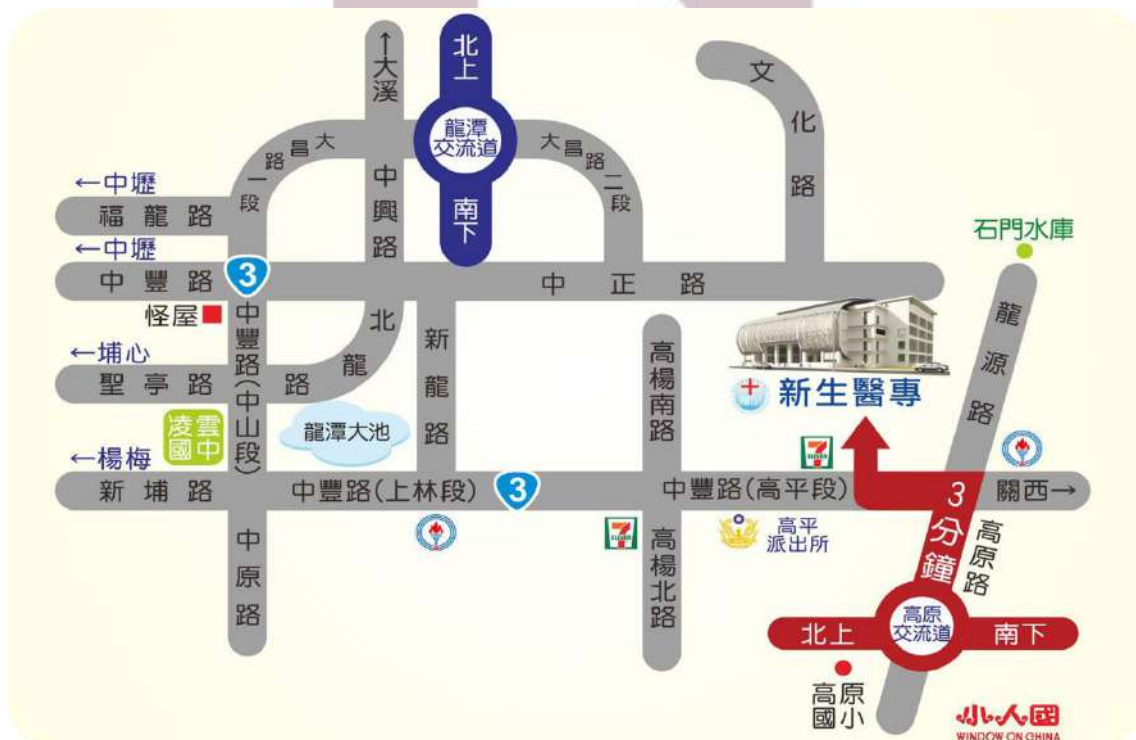 北上
龍潭
交流道
南下
←大溪
中興路
大昌路一段
大昌路二段
文化路
←中壢
福龍路
←中壢
中豐路
3
中正路
石門水庫
龍源路
怪屋
中豐路(中山段)
←埔心
聖亭路
北龍路
新龍路
高楊南路
新生醫專
凌雲
國中
龍潭大池
←楊梅
新埔路
中豐路(上林段)
3
中豐路(高平段)
7
ELEVEN
3分鐘
關西→
中原路
7
ELEVEN
高楊北路
高平
派出所
高原路
高原
交流道
北上
南下
高原
國小
小人國
WINDOW ON CHINA